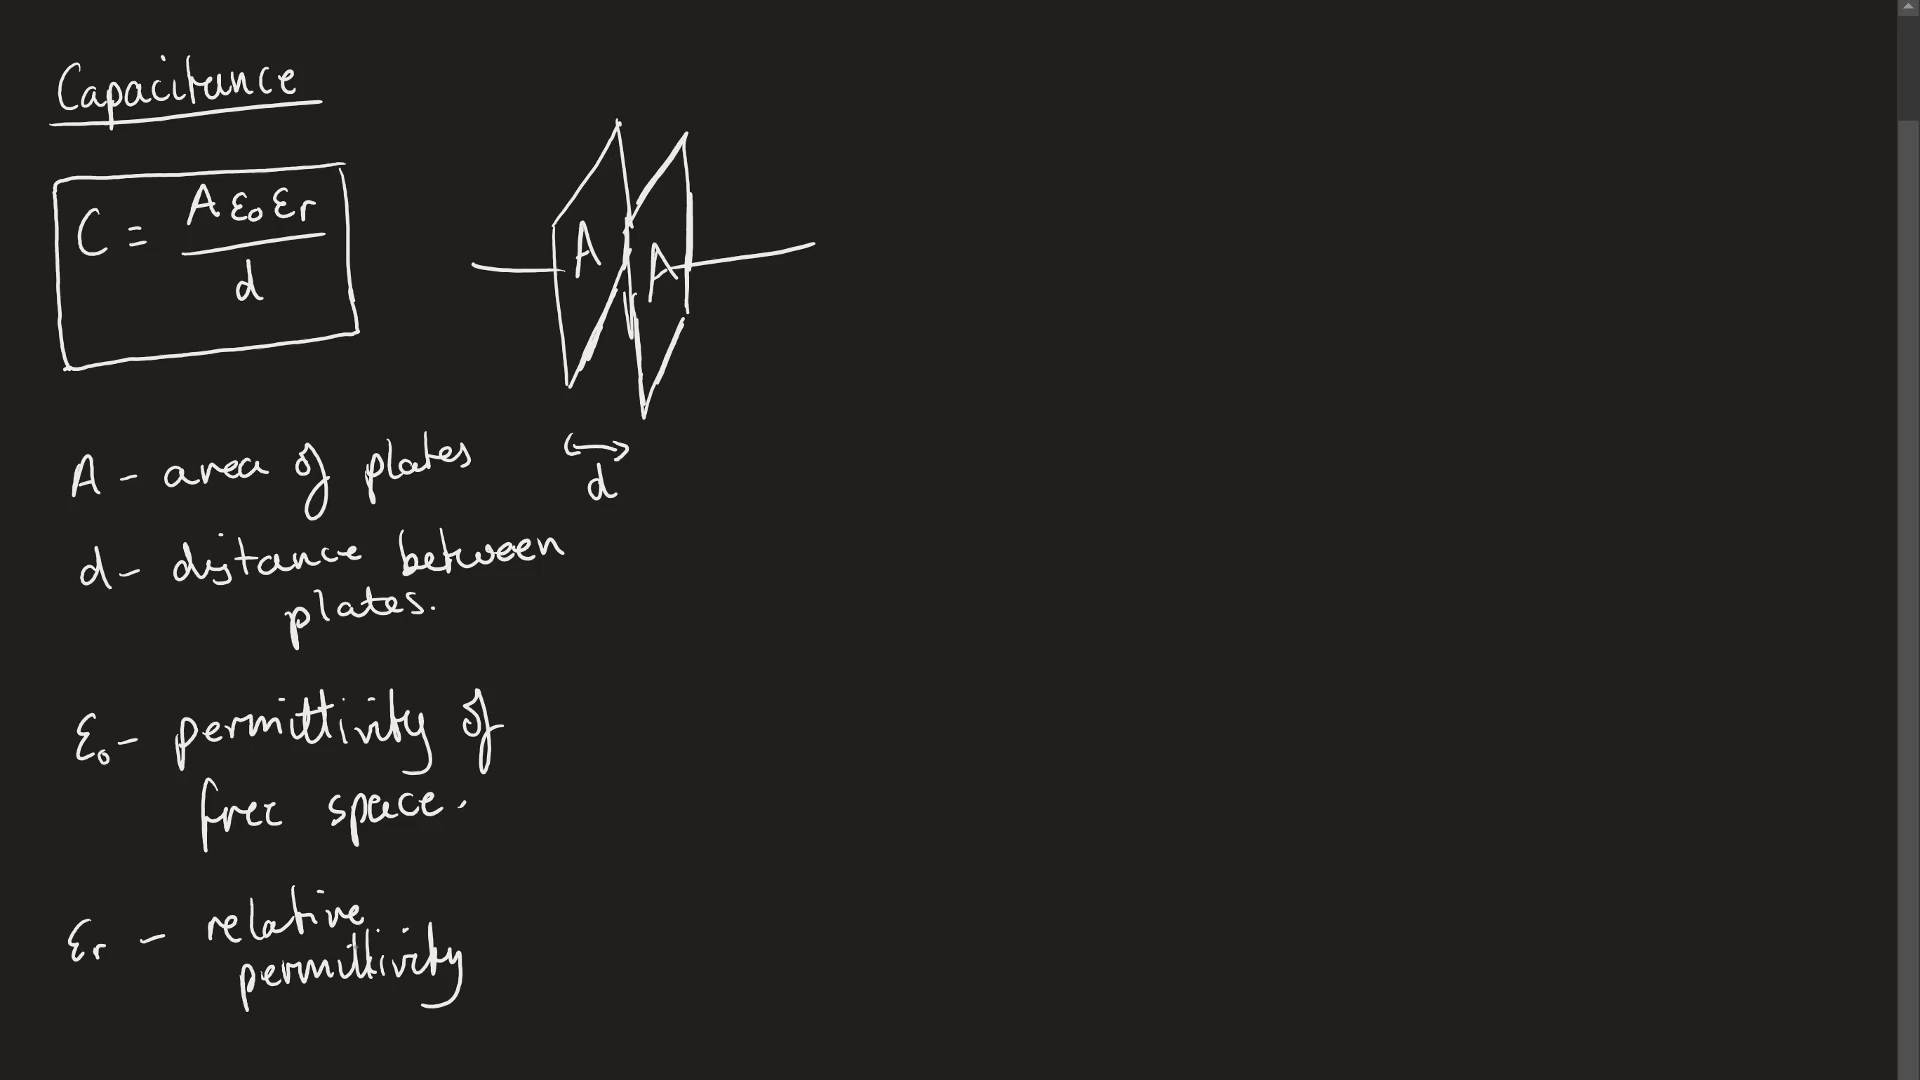 Capacitance
C = Aε₀εr / d
A A
A - area of plates
d
d - distance between
plates.
ε₀ - permittivity of
free space.
εr - relative
permittivity